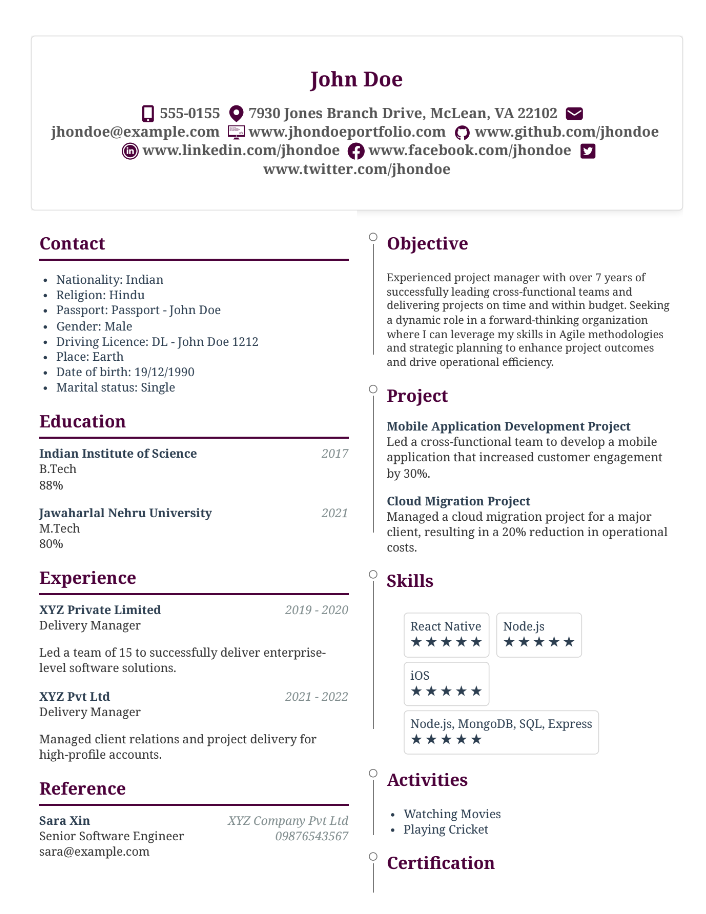 John Doe
555-0155 7930 Jones Branch Drive, McLean, VA 22102
jhondoe@example.com www.jhondoeportfolio.com www.github.com/jhondoe
www.linkedin.com/jhondoe www.facebook.com/jhondoe
www.twitter.com/jhondoe
Contact
• Nationality: Indian
• Religion: Hindu
• Passport: Passport - John Doe
• Gender: Male
• Driving Licence: DL - John Doe 1212
• Place: Earth
• Date of birth: 19/12/1990
• Marital status: Single
Education
Indian Institute of Science 2017
B.Tech
88%
Jawaharlal Nehru University 2021
M.Tech
80%
Experience
XYZ Private Limited 2019 - 2020
Delivery Manager
Led a team of 15 to successfully deliver enterprise-
level software solutions.
XYZ Pvt Ltd 2021 - 2022
Delivery Manager
Managed client relations and project delivery for
high-profile accounts.
Reference
Sara Xin XYZ Company Pvt Ltd
Senior Software Engineer 09876543567
sara@example.com
Objective
Experienced project manager with over 7 years of
successfully leading cross-functional teams and
delivering projects on time and within budget. Seeking
a dynamic role in a forward-thinking organization
where I can leverage my skills in Agile methodologies
and strategic planning to enhance project outcomes
and drive operational efficiency.
Project
Mobile Application Development Project
Led a cross-functional team to develop a mobile
application that increased customer engagement
by 30%.
Cloud Migration Project
Managed a cloud migration project for a major
client, resulting in a 20% reduction in operational
costs.
Skills
React Native Node.js
★★★★★ ★★★★★
iOS
★★★★★
Node.js, MongoDB, SQL, Express
★★★★★
Activities
• Watching Movies
• Playing Cricket
Certification